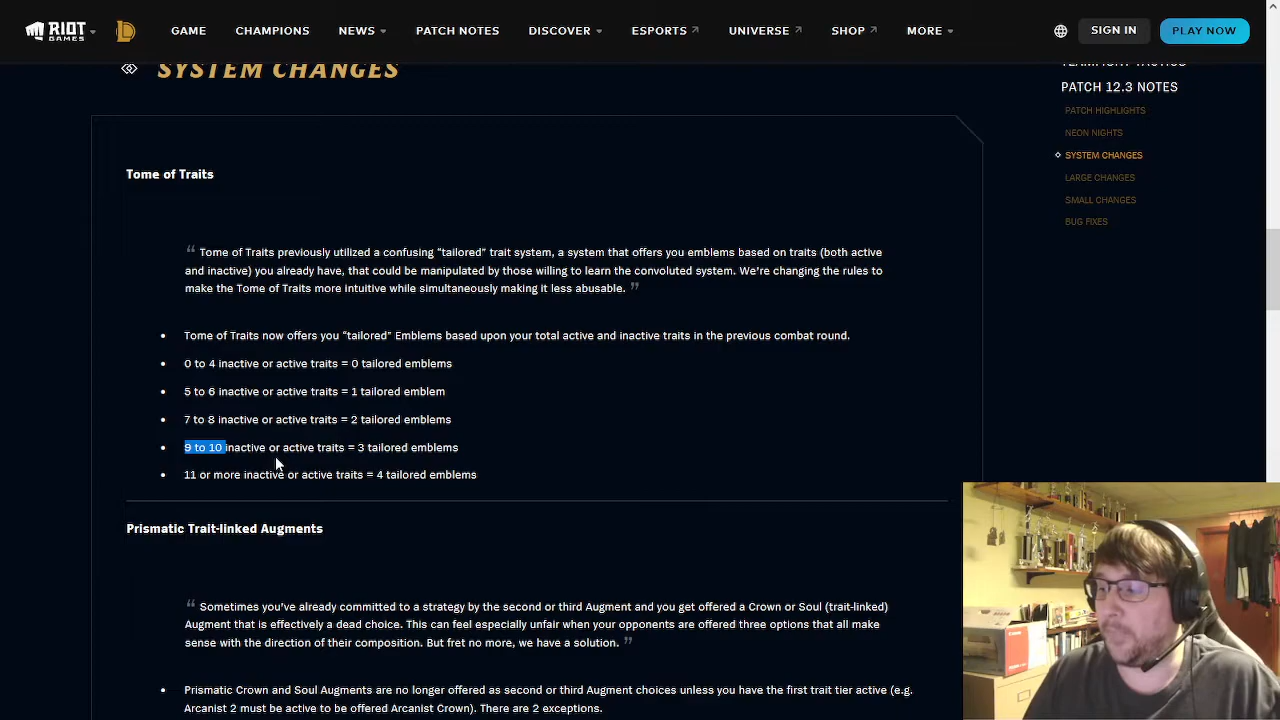 RIOT GAMES
GAME
CHAMPIONS
NEWS
PATCH NOTES
DISCOVER
ESPORTS
UNIVERSE
SHOP
MORE
SIGN IN
PLAY NOW
SYSTEM CHANGES
TEAMFIGHT TACTICS
PATCH 12.3 NOTES
PATCH HIGHLIGHTS
NEON NIGHTS
SYSTEM CHANGES
LARGE CHANGES
SMALL CHANGES
BUG FIXES
Tome of Traits
“ Tome of Traits previously utilized a confusing “tailored” trait system, a system that offers you emblems based on traits (both active
and inactive) you already have, that could be manipulated by those willing to learn the convoluted system. We’re changing the rules to
make the Tome of Traits more intuitive while simultaneously making it less abusable. ”
• Tome of Traits now offers you “tailored” Emblems based upon your total active and inactive traits in the previous combat round.
• 0 to 4 inactive or active traits = 0 tailored emblems
• 5 to 6 inactive or active traits = 1 tailored emblem
• 7 to 8 inactive or active traits = 2 tailored emblems
• 9 to 10 inactive or active traits = 3 tailored emblems
• 11 or more inactive or active traits = 4 tailored emblems
Prismatic Trait-linked Augments
“ Sometimes you’ve already committed to a strategy by the second or third Augment and you get offered a Crown or Soul (trait-linked)
Augment that is effectively a dead choice. This can feel especially unfair when your opponents are offered three options that all make
sense with the direction of their composition. But fret no more, we have a solution. ”
• Prismatic Crown and Soul Augments are no longer offered as second or third Augment choices unless you have the first trait tier active (e.g.
Arcanist 2 must be active to be offered Arcanist Crown). There are 2 exceptions.